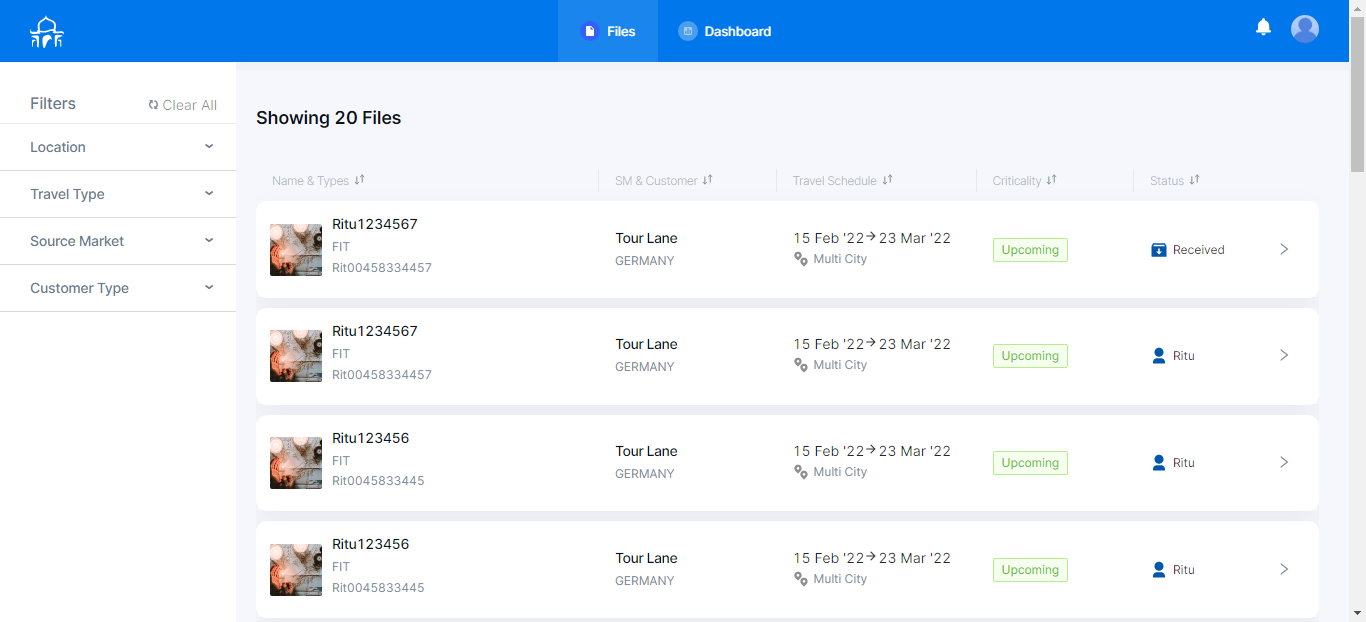 Files
Dashboard
Filters
Clear All
Location
Travel Type
Source Market
Customer Type
Showing 20 Files
Name & Types
SM & Customer
Travel Schedule
Criticality
Status
Ritu1234567
FIT
Rit00458334457
Tour Lane
GERMANY
15 Feb '22→23 Mar '22
Multi City
Upcoming
Received
Ritu1234567
FIT
Rit00458334457
Tour Lane
GERMANY
15 Feb '22→23 Mar '22
Multi City
Upcoming
Ritu
Ritu123456
FIT
Rit0045833445
Tour Lane
GERMANY
15 Feb '22→23 Mar '22
Multi City
Upcoming
Ritu
Ritu123456
FIT
Rit0045833445
Tour Lane
GERMANY
15 Feb '22→23 Mar '22
Multi City
Upcoming
Ritu